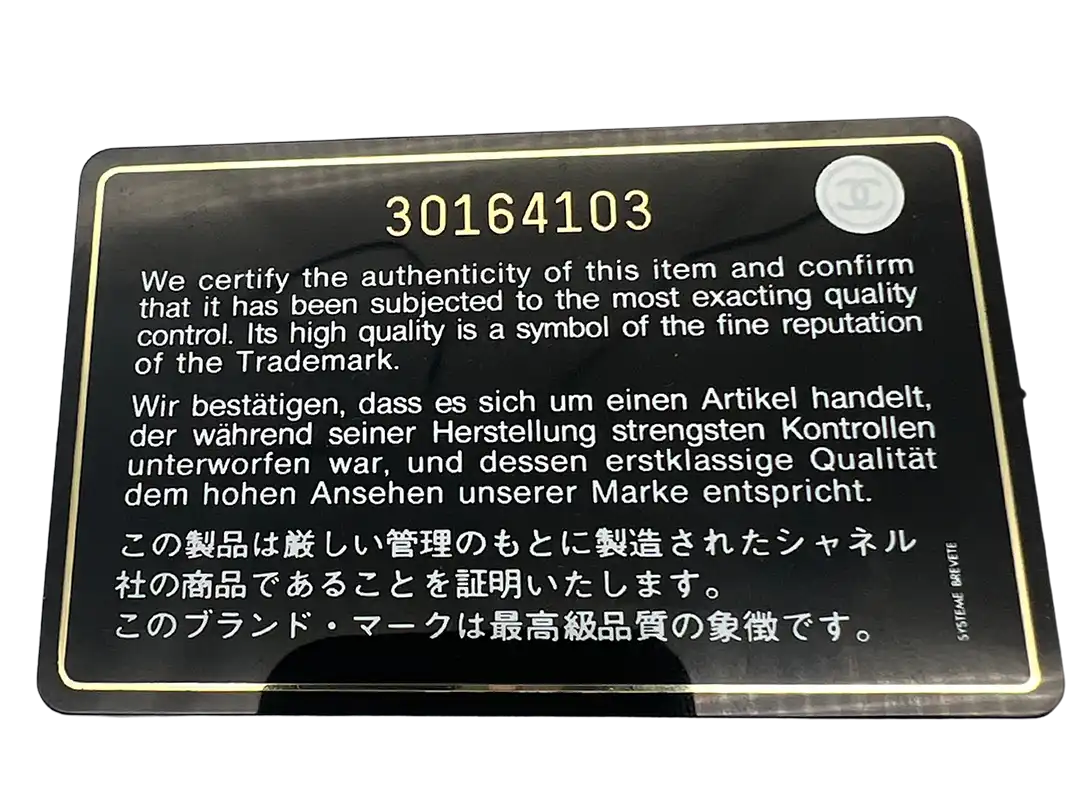 30164103
We certify the authenticity of this item and confirm
that it has been subjected to the most exacting quality
control. Its high quality is a symbol of the fine reputation
of the Trademark.
Wir bestätigen, dass es sich um einen Artikel handelt,
der während seiner Herstellung strengsten Kontrollen
unterworfen war, und dessen erstklassige Qualität
dem hohen Ansehen unserer Marke entspricht.
この製品は厳しい管理のもとに製造されたシャネル
社の商品であることを証明いたします。
このブランド・マークは最高級品質の象徴です。
SYSTEME BREVETE